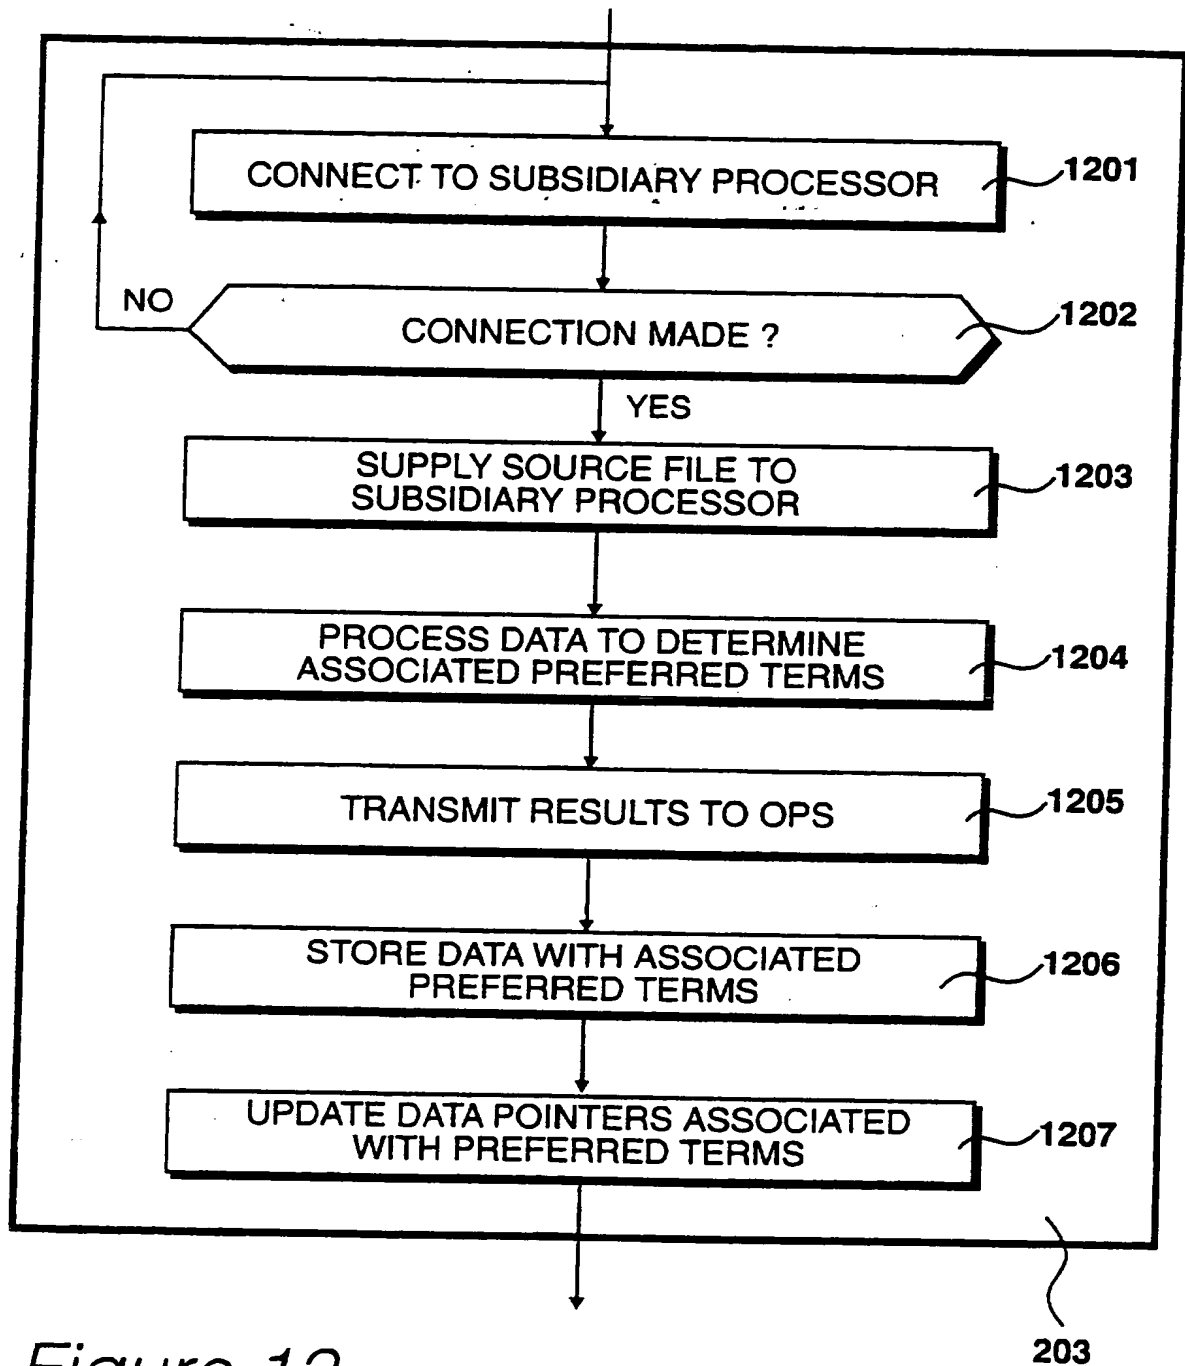 CONNECT TO SUBSIDIARY PROCESSOR
1201
NO
CONNECTION MADE ?
1202
YES
SUPPLY SOURCE FILE TO
SUBSIDIARY PROCESSOR
1203
PROCESS DATA TO DETERMINE
ASSOCIATED PREFERRED TERMS
1204
TRANSMIT RESULTS TO OPS
1205
STORE DATA WITH ASSOCIATED
PREFERRED TERMS
1206
UPDATE DATA POINTERS ASSOCIATED
WITH PREFERRED TERMS
1207
203
Figure 12